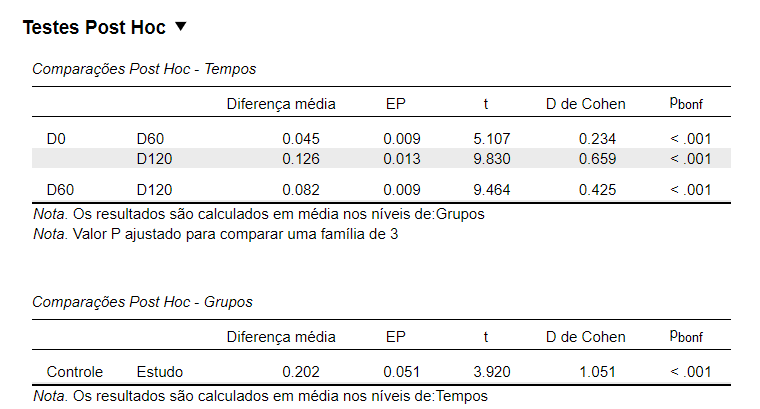 Testes Post Hoc ▼
Comparações Post Hoc - Tempos
Diferença média EP t D de Cohen pbonf
D0 D60 0.045 0.009 5.107 0.234 < .001
D120 0.126 0.013 9.830 0.659 < .001
D60 D120 0.082 0.009 9.464 0.425 < .001
Nota. Os resultados são calculados em média nos níveis de:Grupos
Nota. Valor P ajustado para comparar uma família de 3
Comparações Post Hoc - Grupos
Diferença média EP t D de Cohen pbonf
Controle Estudo 0.202 0.051 3.920 1.051 < .001
Nota. Os resultados são calculados em média nos níveis de:Tempos